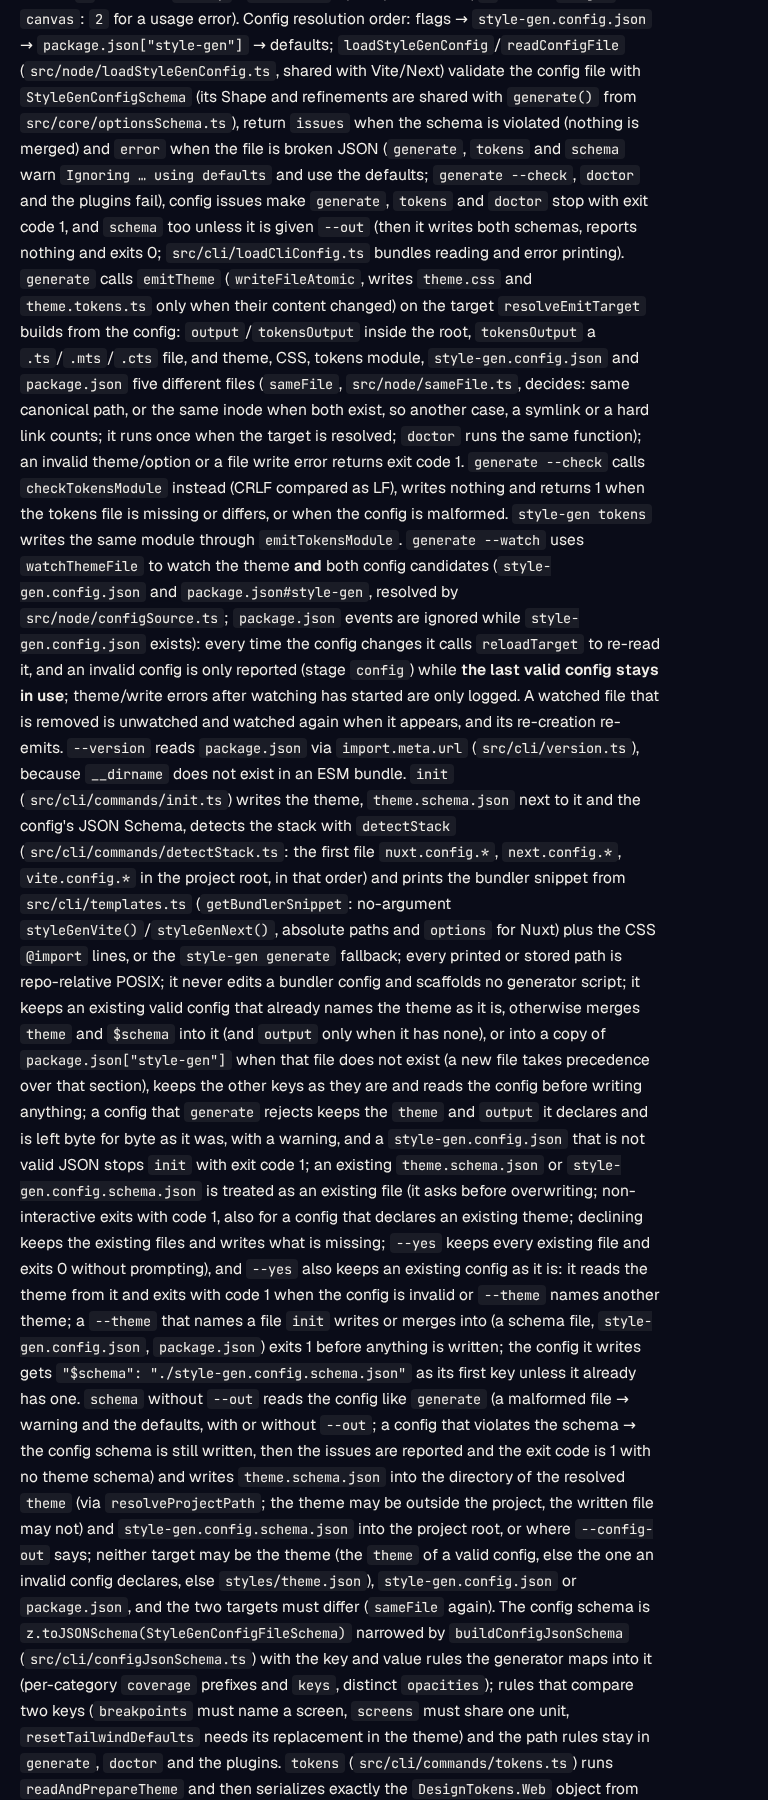 canvas: 2 for a usage error). Config resolution order: flags → style-gen.config.json
→ package.json["style-gen"] → defaults; loadStyleGenConfig / readConfigFile
( src/node/loadStyleGenConfig.ts , shared with Vite/Next) validate the config file with
StyleGenConfigSchema (its Shape and refinements are shared with generate() from
src/core/optionsSchema.ts ), return issues when the schema is violated (nothing is
merged) and error when the file is broken JSON ( generate , tokens and schema
warn Ignoring … using defaults and use the defaults; generate --check , doctor
and the plugins fail), config issues make generate , tokens and doctor stop with exit
code 1, and schema too unless it is given --out (then it writes both schemas, reports
nothing and exits 0; src/cli/loadCliConfig.ts bundles reading and error printing).
generate calls emitTheme ( writeFileAtomic , writes theme.css and
theme.tokens.ts only when their content changed) on the target resolveEmitTarget
builds from the config: output / tokensOutput inside the root, tokensOutput a
.ts / .mts / .cts file, and theme, CSS, tokens module, style-gen.config.json and
package.json five different files ( sameFile , src/node/sameFile.ts , decides: same
canonical path, or the same inode when both exist, so another case, a symlink or a hard
link counts; it runs once when the target is resolved; doctor runs the same function);
an invalid theme/option or a file write error returns exit code 1. generate --check calls
checkTokensModule instead (CRLF compared as LF), writes nothing and returns 1 when
the tokens file is missing or differs, or when the config is malformed. style-gen tokens
writes the same module through emitTokensModule . generate --watch uses
watchThemeFile to watch the theme and both config candidates ( style-
gen.config.json and package.json#style-gen , resolved by
src/node/configSource.ts ; package.json events are ignored while style-
gen.config.json exists): every time the config changes it calls reloadTarget to re-read
it, and an invalid config is only reported (stage config ) while the last valid config stays
in use; theme/write errors after watching has started are only logged. A watched file that
is removed is unwatched and watched again when it appears, and its re-creation re-
emits. --version reads package.json via import.meta.url ( src/cli/version.ts ),
because __dirname does not exist in an ESM bundle. init
( src/cli/commands/init.ts ) writes the theme, theme.schema.json next to it and the
config's JSON Schema, detects the stack with detectStack
( src/cli/commands/detectStack.ts : the first file nuxt.config.* , next.config.* ,
vite.config.* in the project root, in that order) and prints the bundler snippet from
src/cli/templates.ts ( getBundlerSnippet : no-argument
styleGenVite() / styleGenNext() , absolute paths and options for Nuxt) plus the CSS
@import lines, or the style-gen generate fallback; every printed or stored path is
repo-relative POSIX; it never edits a bundler config and scaffolds no generator script; it
keeps an existing valid config that already names the theme as it is, otherwise merges
theme and $schema into it (and output only when it has none), or into a copy of
package.json["style-gen"] when that file does not exist (a new file takes precedence
over that section), keeps the other keys as they are and reads the config before writing
anything; a config that generate rejects keeps the theme and output it declares and
is left byte for byte as it was, with a warning, and a style-gen.config.json that is not
valid JSON stops init with exit code 1; an existing theme.schema.json or style-
gen.config.schema.json is treated as an existing file (it asks before overwriting; non-
interactive exits with code 1, also for a config that declares an existing theme; declining
keeps the existing files and writes what is missing; --yes keeps every existing file and
exits 0 without prompting), and --yes also keeps an existing config as it is: it reads the
theme from it and exits with code 1 when the config is invalid or --theme names another
theme; a --theme that names a file init writes or merges into (a schema file, style-
gen.config.json , package.json ) exits 1 before anything is written; the config it writes
gets "$schema": "./style-gen.config.schema.json" as its first key unless it already
has one. schema without --out reads the config like generate (a malformed file →
warning and the defaults, with or without --out ; a config that violates the schema →
the config schema is still written, then the issues are reported and the exit code is 1 with
no theme schema) and writes theme.schema.json into the directory of the resolved
theme (via resolveProjectPath ; the theme may be outside the project, the written file
may not) and style-gen.config.schema.json into the project root, or where --config-
out says; neither target may be the theme (the theme of a valid config, else the one an
invalid config declares, else styles/theme.json ), style-gen.config.json or
package.json , and the two targets must differ ( sameFile again). The config schema is
z.toJSONSchema(StyleGenConfigFileSchema) narrowed by buildConfigJsonSchema
( src/cli/configJsonSchema.ts ) with the key and value rules the generator maps into it
(per-category coverage prefixes and keys , distinct opacities ); rules that compare
two keys ( breakpoints must name a screen, screens must share one unit,
resetTailwindDefaults needs its replacement in the theme) and the path rules stay in
generate , doctor and the plugins. tokens ( src/cli/commands/tokens.ts ) runs
readAndPrepareTheme and then serializes exactly the DesignTokens.Web object from